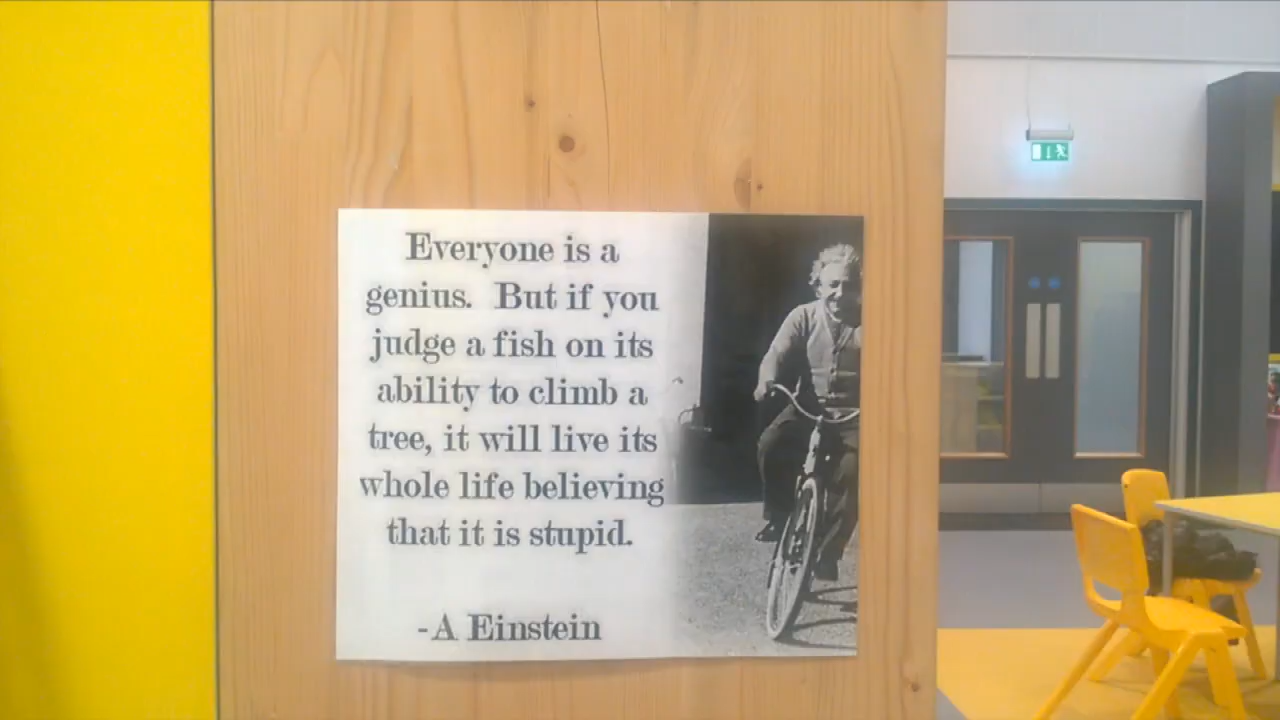 Everyone is a
genius.  But if you
judge a fish on its
ability to climb a
tree, it will live its
whole life believing
that it is stupid.
-A Einstein